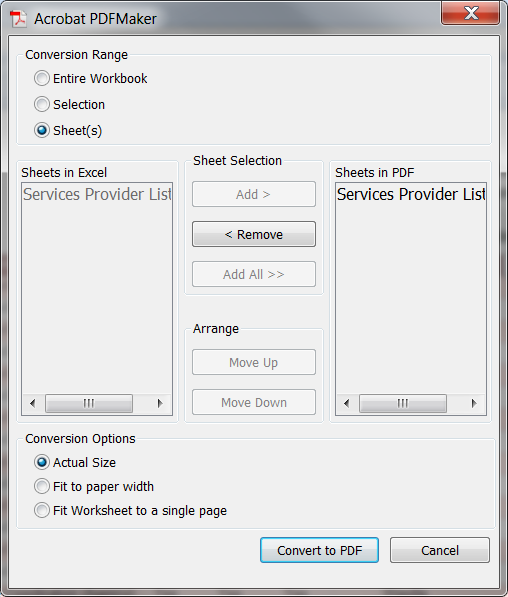 Acrobat PDFMaker
Conversion Range
Entire Workbook
Selection
Sheet(s)
Sheets in Excel
Services Provider List
Sheet Selection
Add >
< Remove
Add All >>
Arrange
Move Up
Move Down
Sheets in PDF
Services Provider List
Conversion Options
Actual Size
Fit to paper width
Fit Worksheet to a single page
Convert to PDF
Cancel